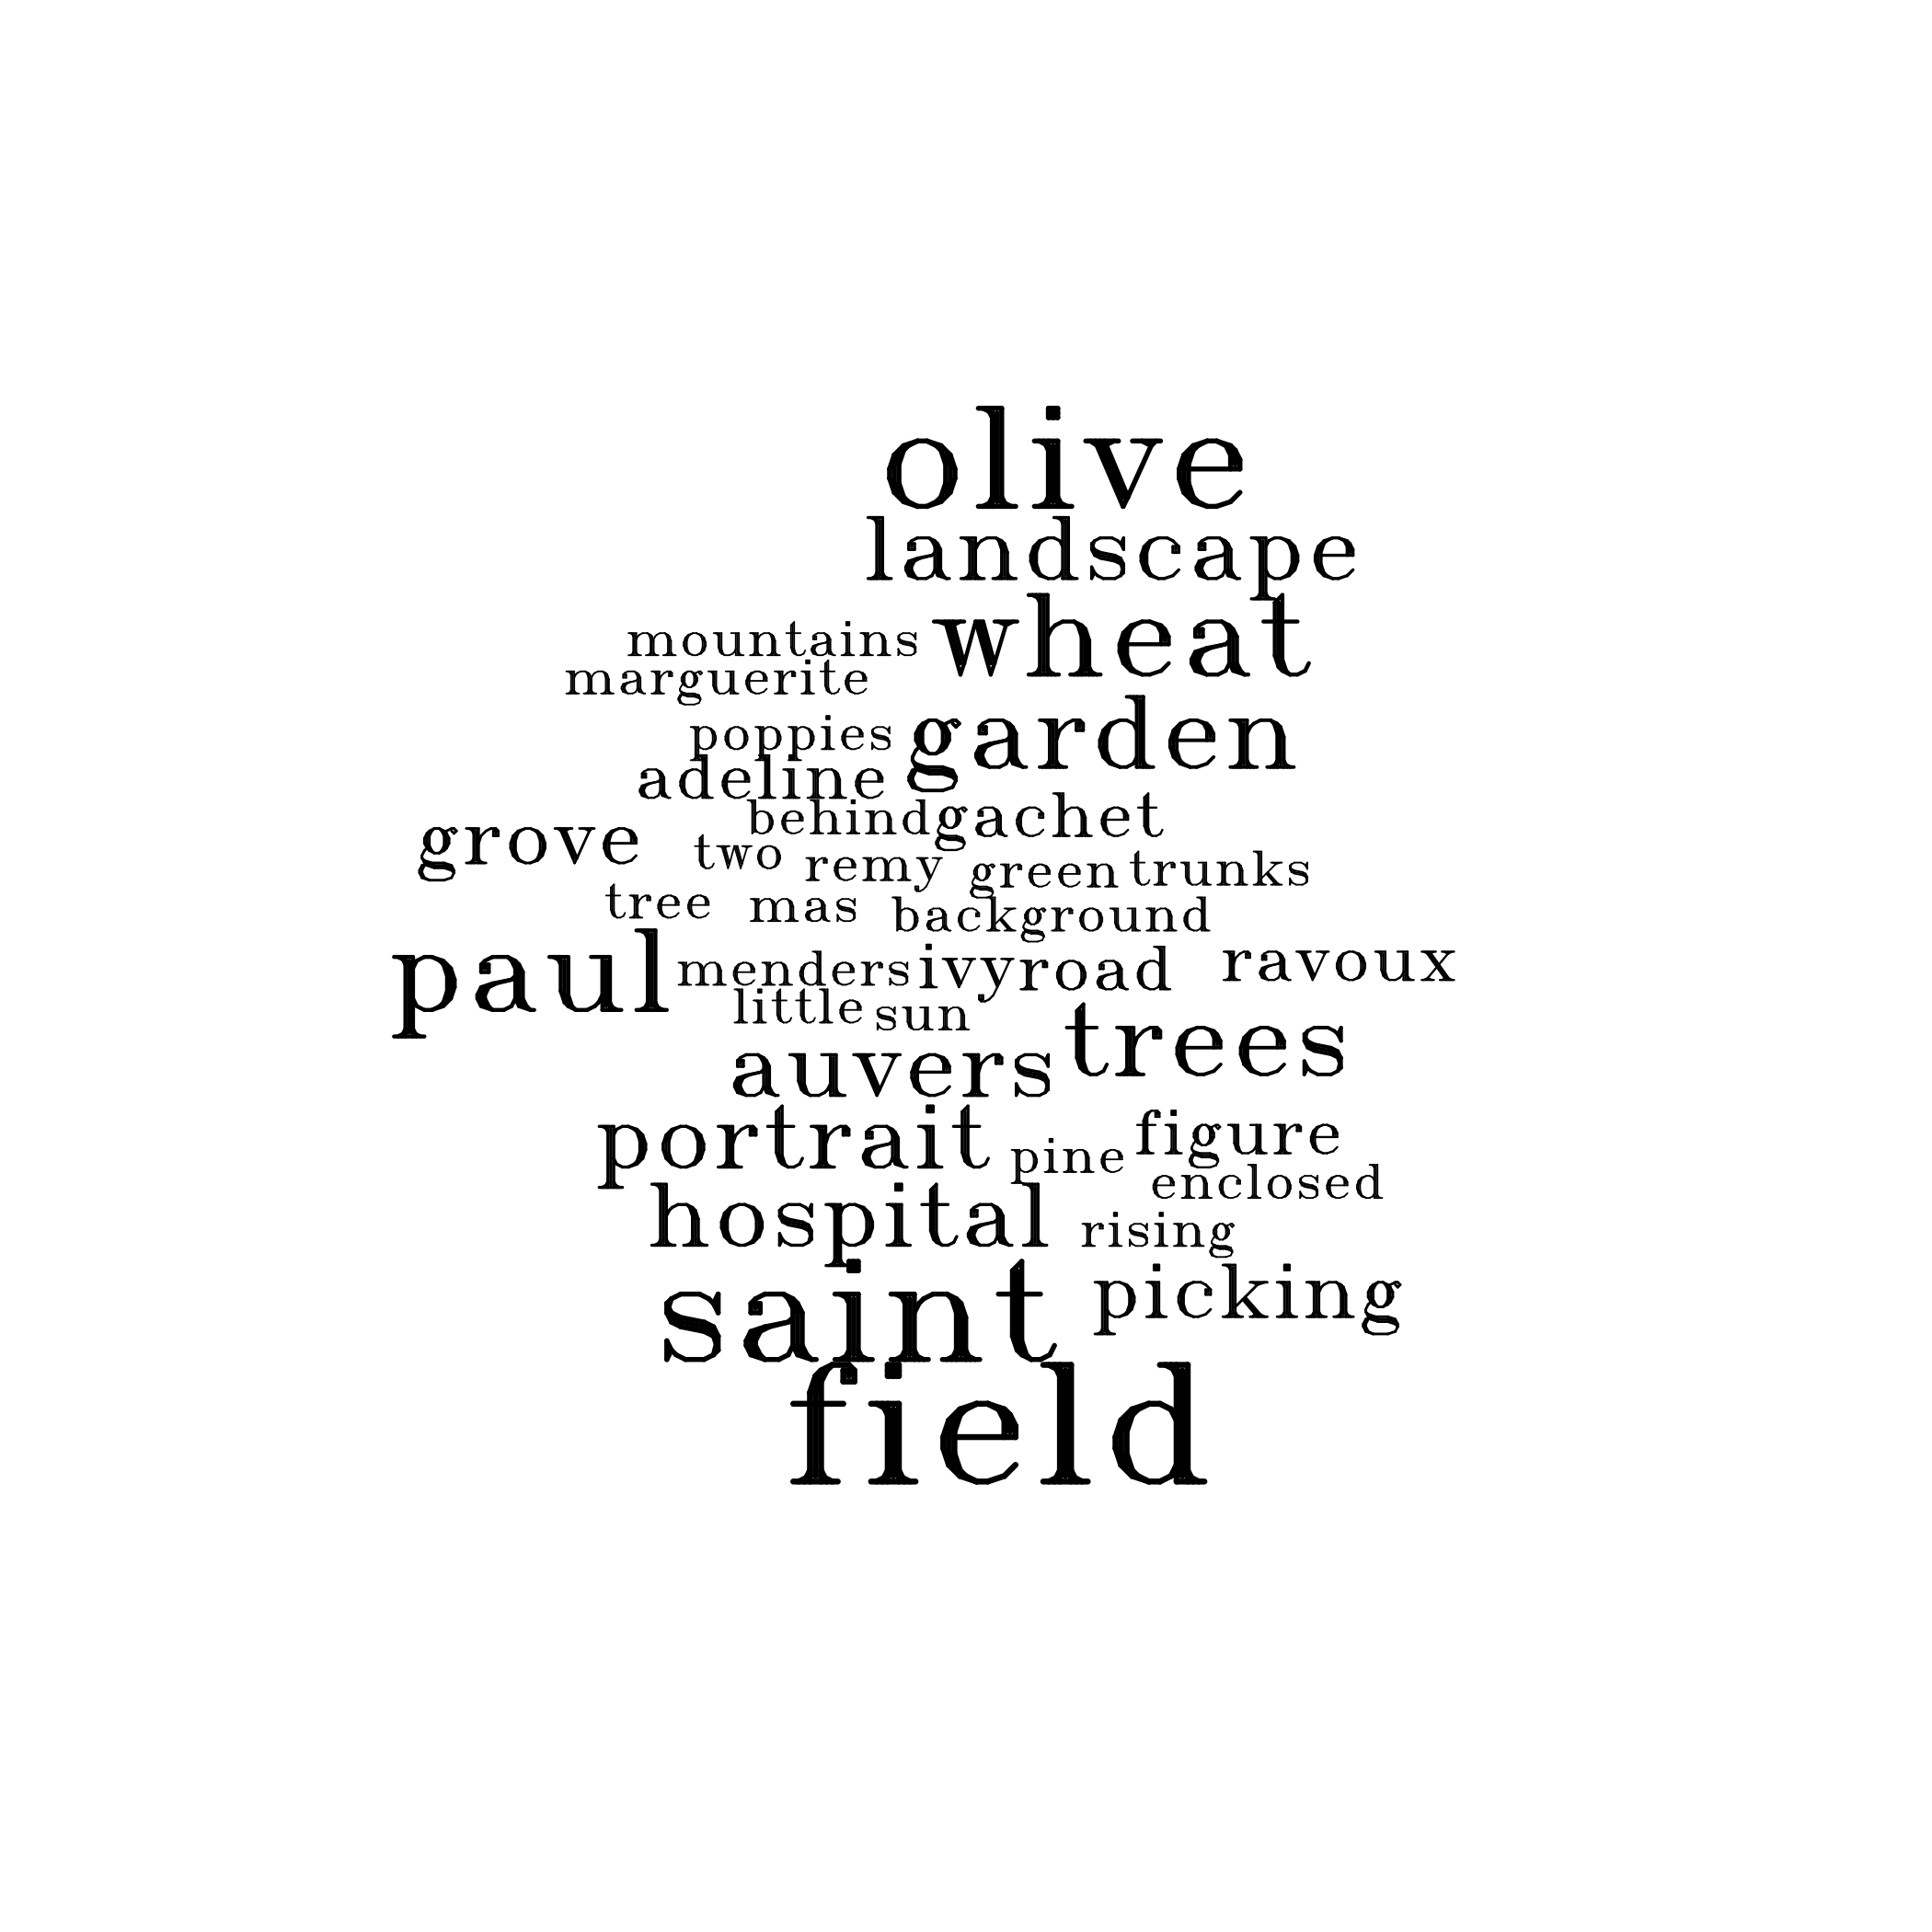 olive
landscape
mountains wheat
marguerite
poppies garden
adeline
behind gachet
grove two remy green trunks
tree mas background
paul menders ivy road ravoux
little sun trees
auvers
portrait pine figure
enclosed
hospital rising
saint picking
field